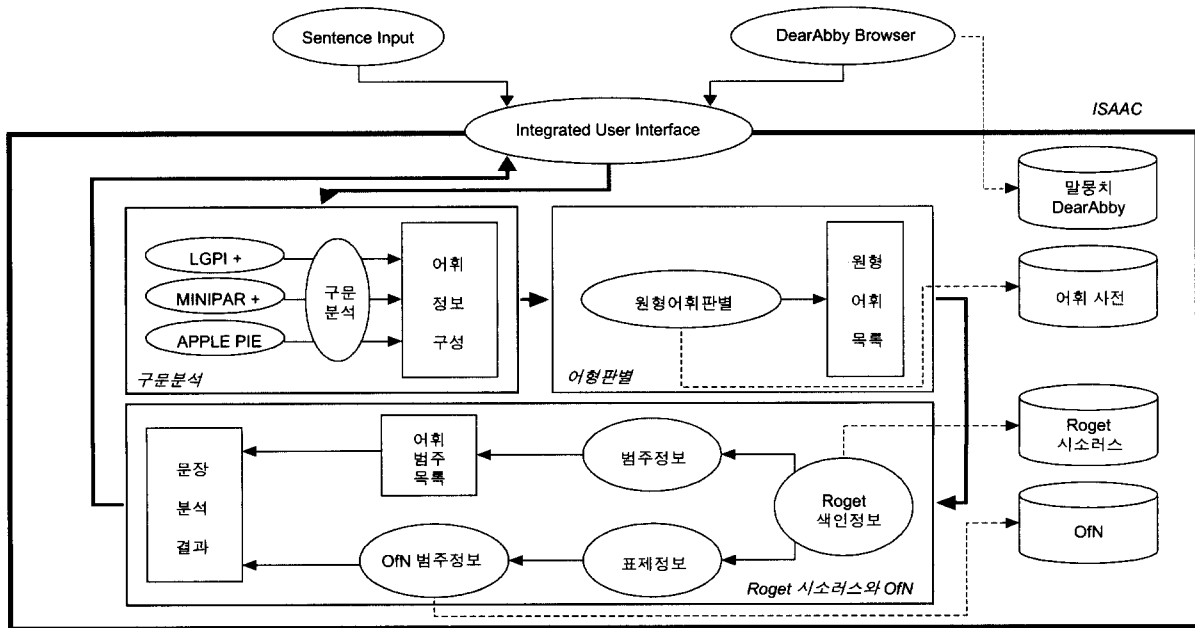 Sentence Input
DearAbby Browser
Integrated User Interface
ISAAC
말뭉치
DearAbby
LGPI +
MINIPAR +
APPLE PIE
구문
분석
어휘
정보
구성
구문분석
원형어휘판별
원형
어휘
목록
어형판별
어휘 사전
문장
분석
결과
어휘
범주
목록
범주정보
Roget
색인정보
OfN 범주정보
표제정보
Roget 시소러스와 OfN
Roget
시소러스
OfN